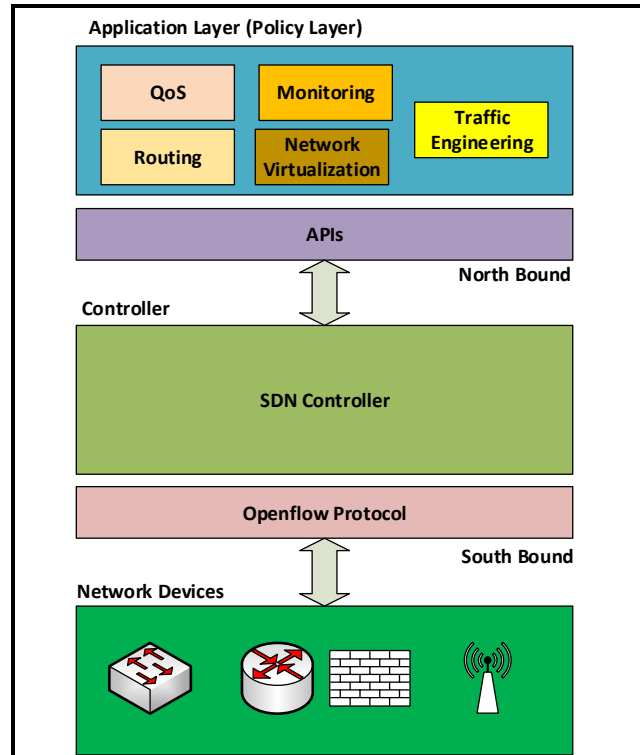 Application Layer (Policy Layer)
QoS
Monitoring
Traffic
Engineering
Routing
Network
Virtualization
APIs
North Bound
Controller
SDN Controller
Openflow Protocol
South Bound
Network Devices